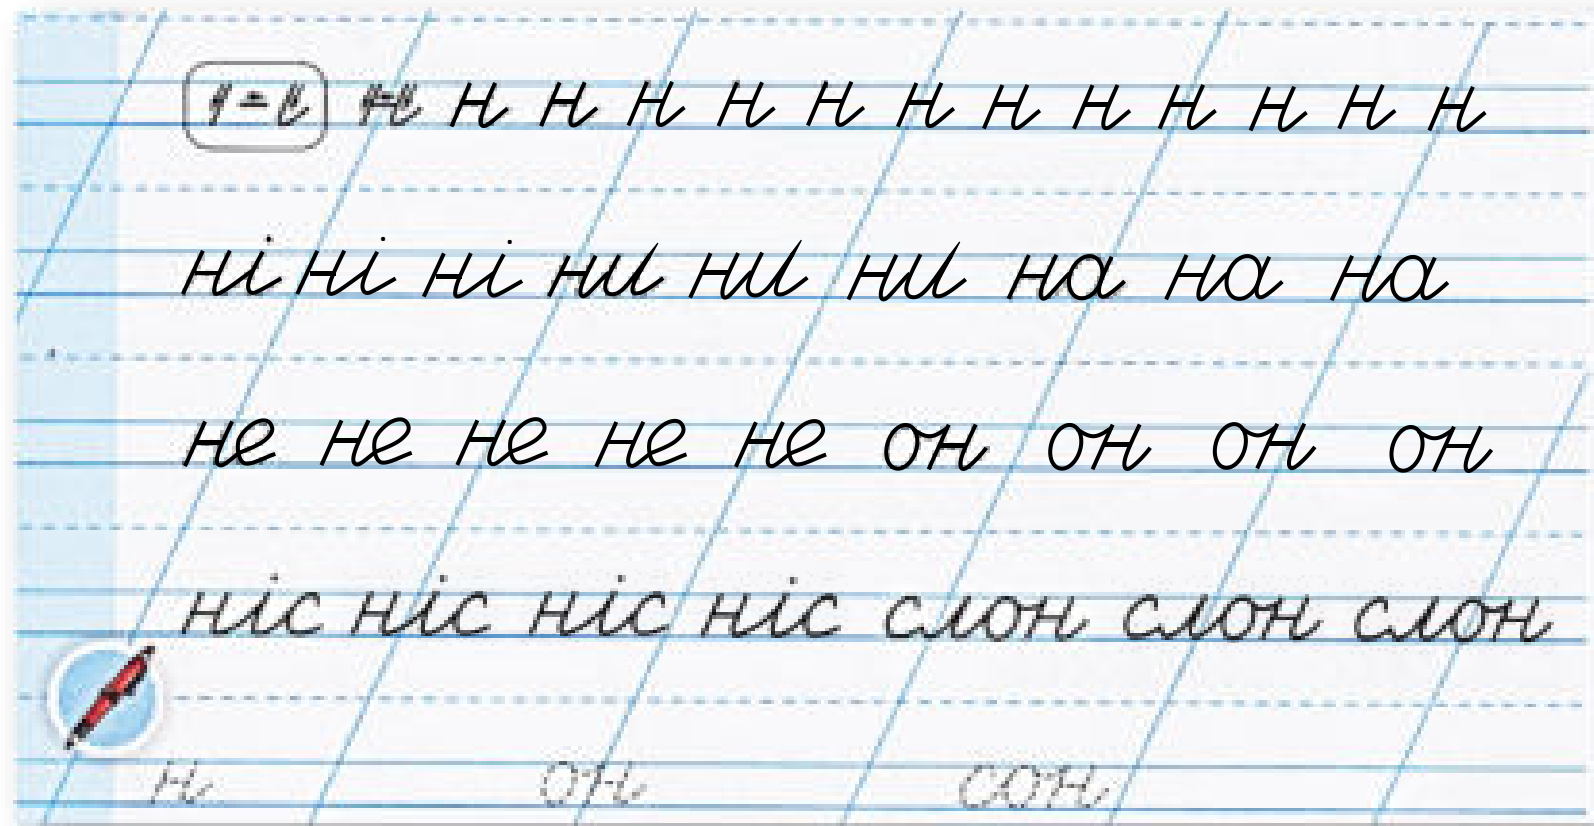 н н н н н н н н н н н н н
ні ні ні ни ни ни на на на
не не не не не он он он он
ніс ніс ніс ніс слон слон слон
н он сон